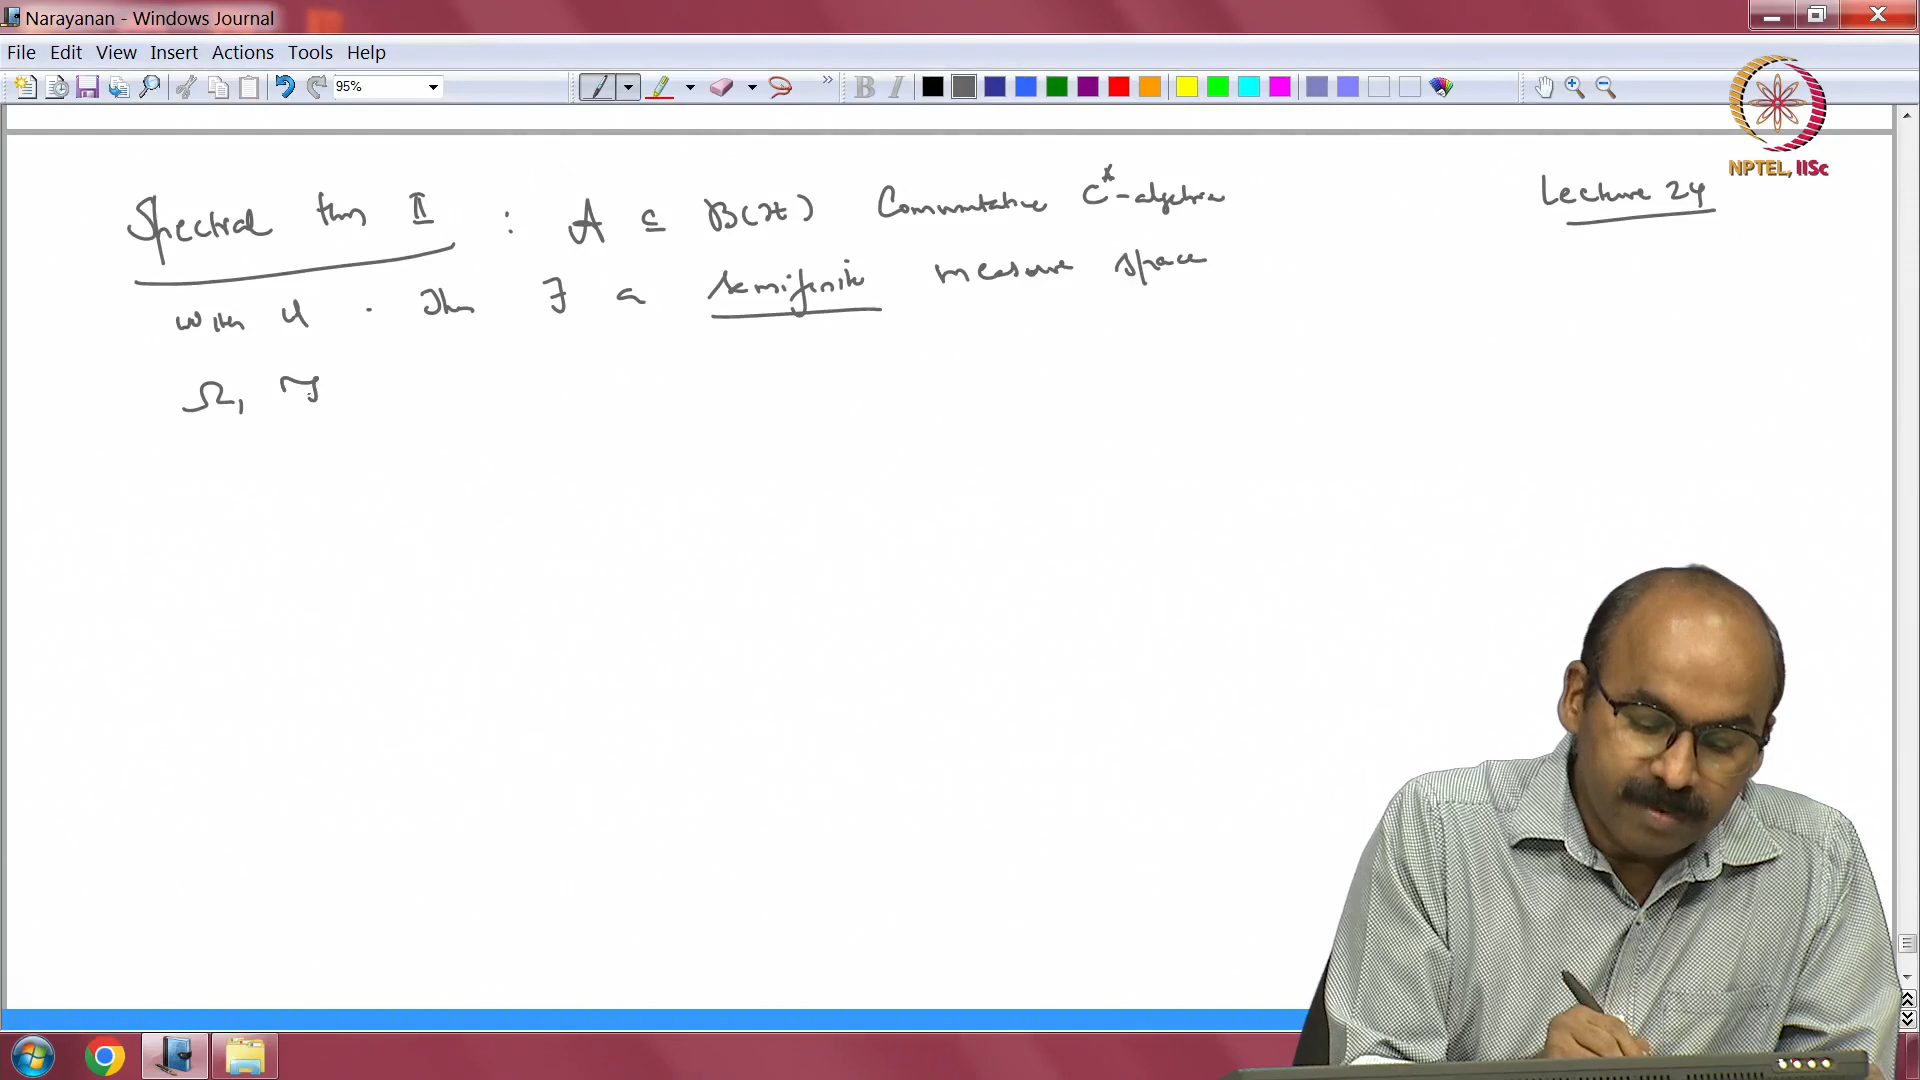 Narayanan - Windows Journal
File Edit View Insert Actions Tools Help
95%
NPTEL, IISc
Lecture 24
Spectral thm II : A ⊆ B(H) Commutative C*-algebra
with 1 . Then ∃ a semifinite measure space
Ω,